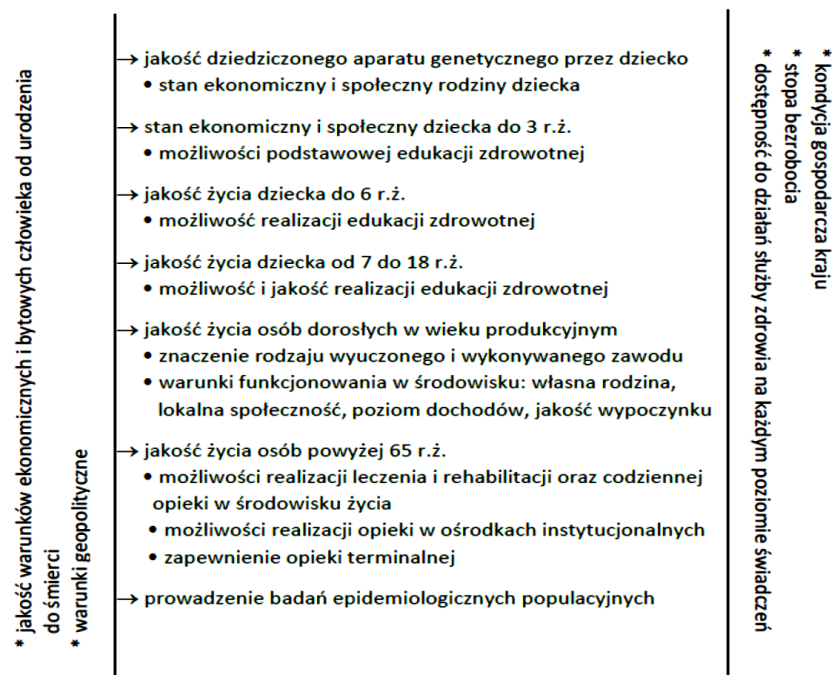 * jakość warunków ekonomicznych i bytowych człowieka od urodzenia
do śmierci
* warunki geopolityczne
→ jakość dziedziczonego aparatu genetycznego przez dziecko
• stan ekonomiczny i społeczny rodziny dziecka
→ stan ekonomiczny i społeczny dziecka do 3 r.ż.
• możliwości podstawowej edukacji zdrowotnej
→ jakość życia dziecka do 6 r.ż.
• możliwość realizacji edukacji zdrowotnej
→ jakość życia dziecka od 7 do 18 r.ż.
• możliwość i jakość realizacji edukacji zdrowotnej
→ jakość życia osób dorosłych w wieku produkcyjnym
• znaczenie rodzaju wyuczonego i wykonywanego zawodu
• warunki funkcjonowania w środowisku: własna rodzina,
lokalna społeczność, poziom dochodów, jakość wypoczynku
→ jakość życia osób powyżej 65 r.ż.
• możliwości realizacji leczenia i rehabilitacji oraz codziennej
opieki w środowisku życia
• możliwości realizacji opieki w ośrodkach instytucjonalnych
• zapewnienie opieki terminalnej
→ prowadzenie badań epidemiologicznych populacyjnych
* kondycja gospodarcza kraju
* stopa bezrobocia
* dostępność do działań służby zdrowia na każdym poziomie świadczeń